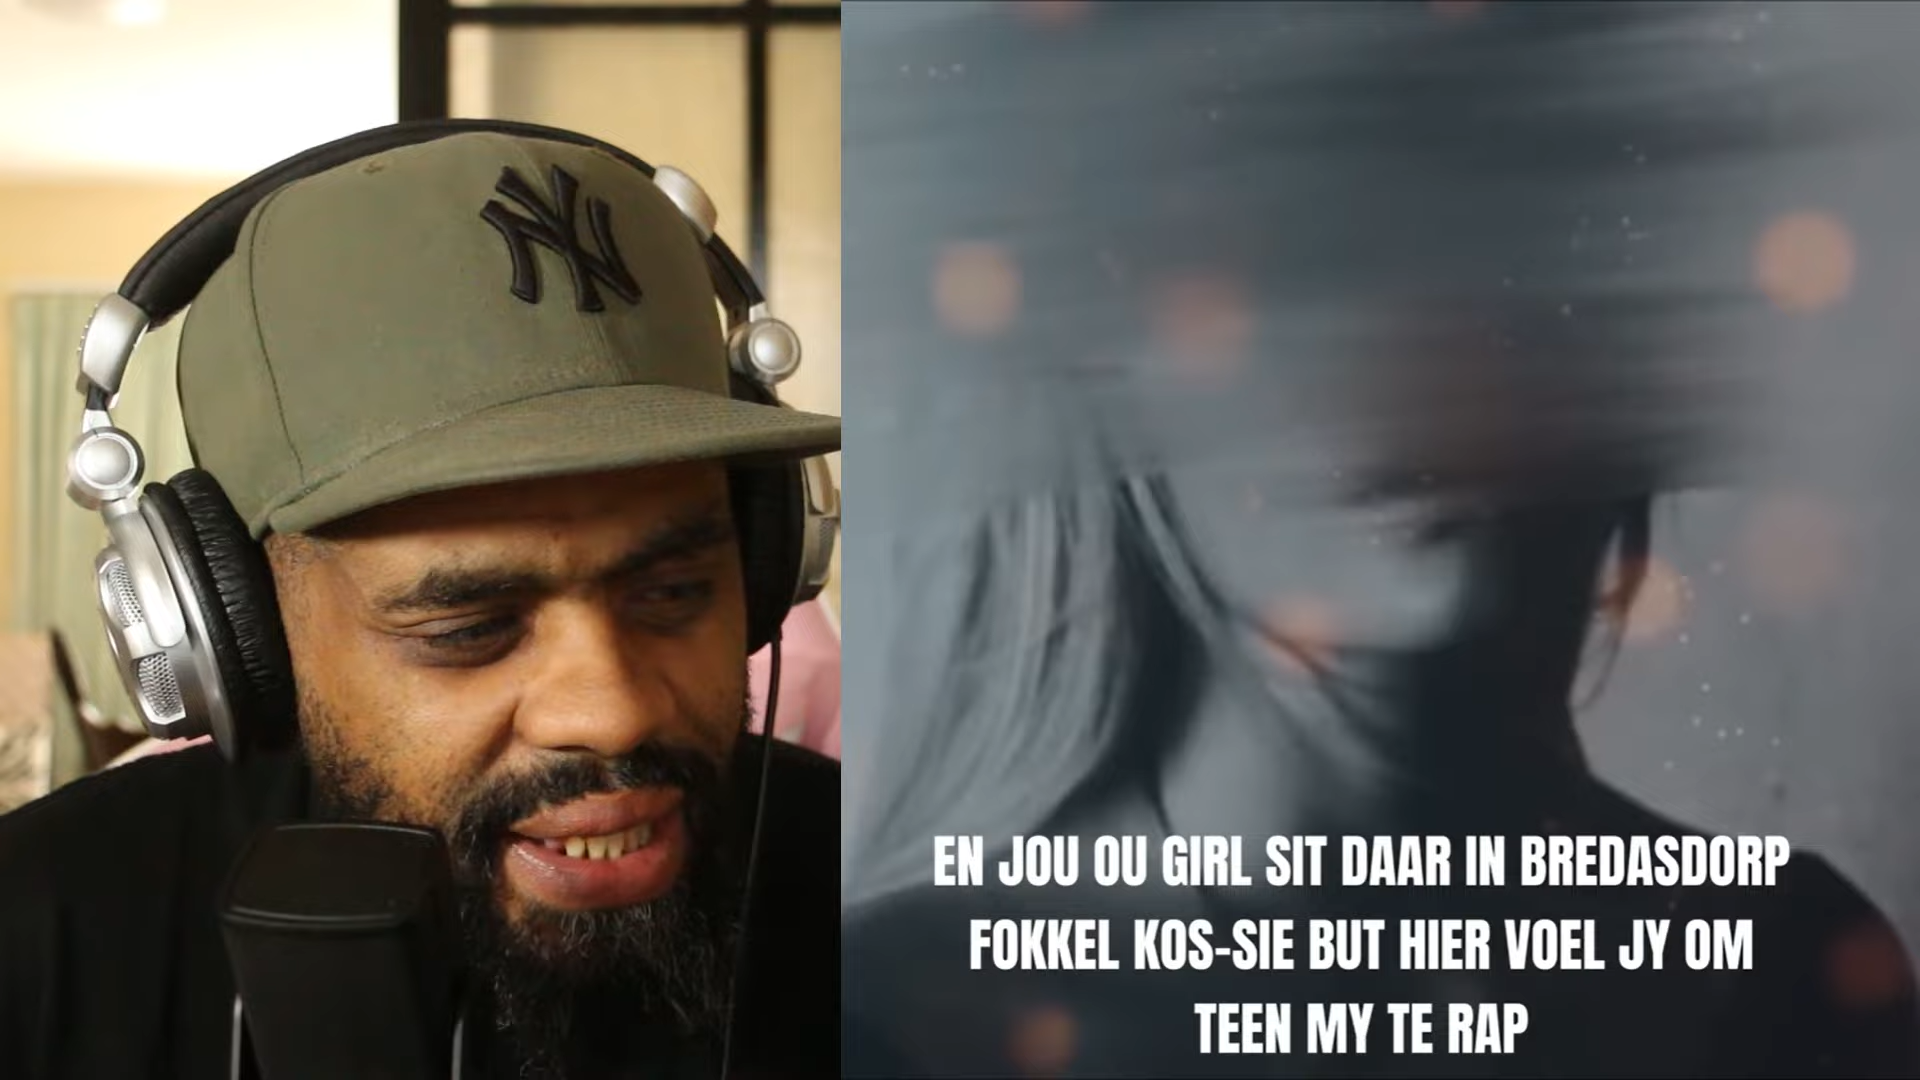 NY
EN JOU OU GIRL SIT DAAR IN BREDASDORP
FOKKEL KOS-SIE BUT HIER VOEL JY OM
TEEN MY TE RAP